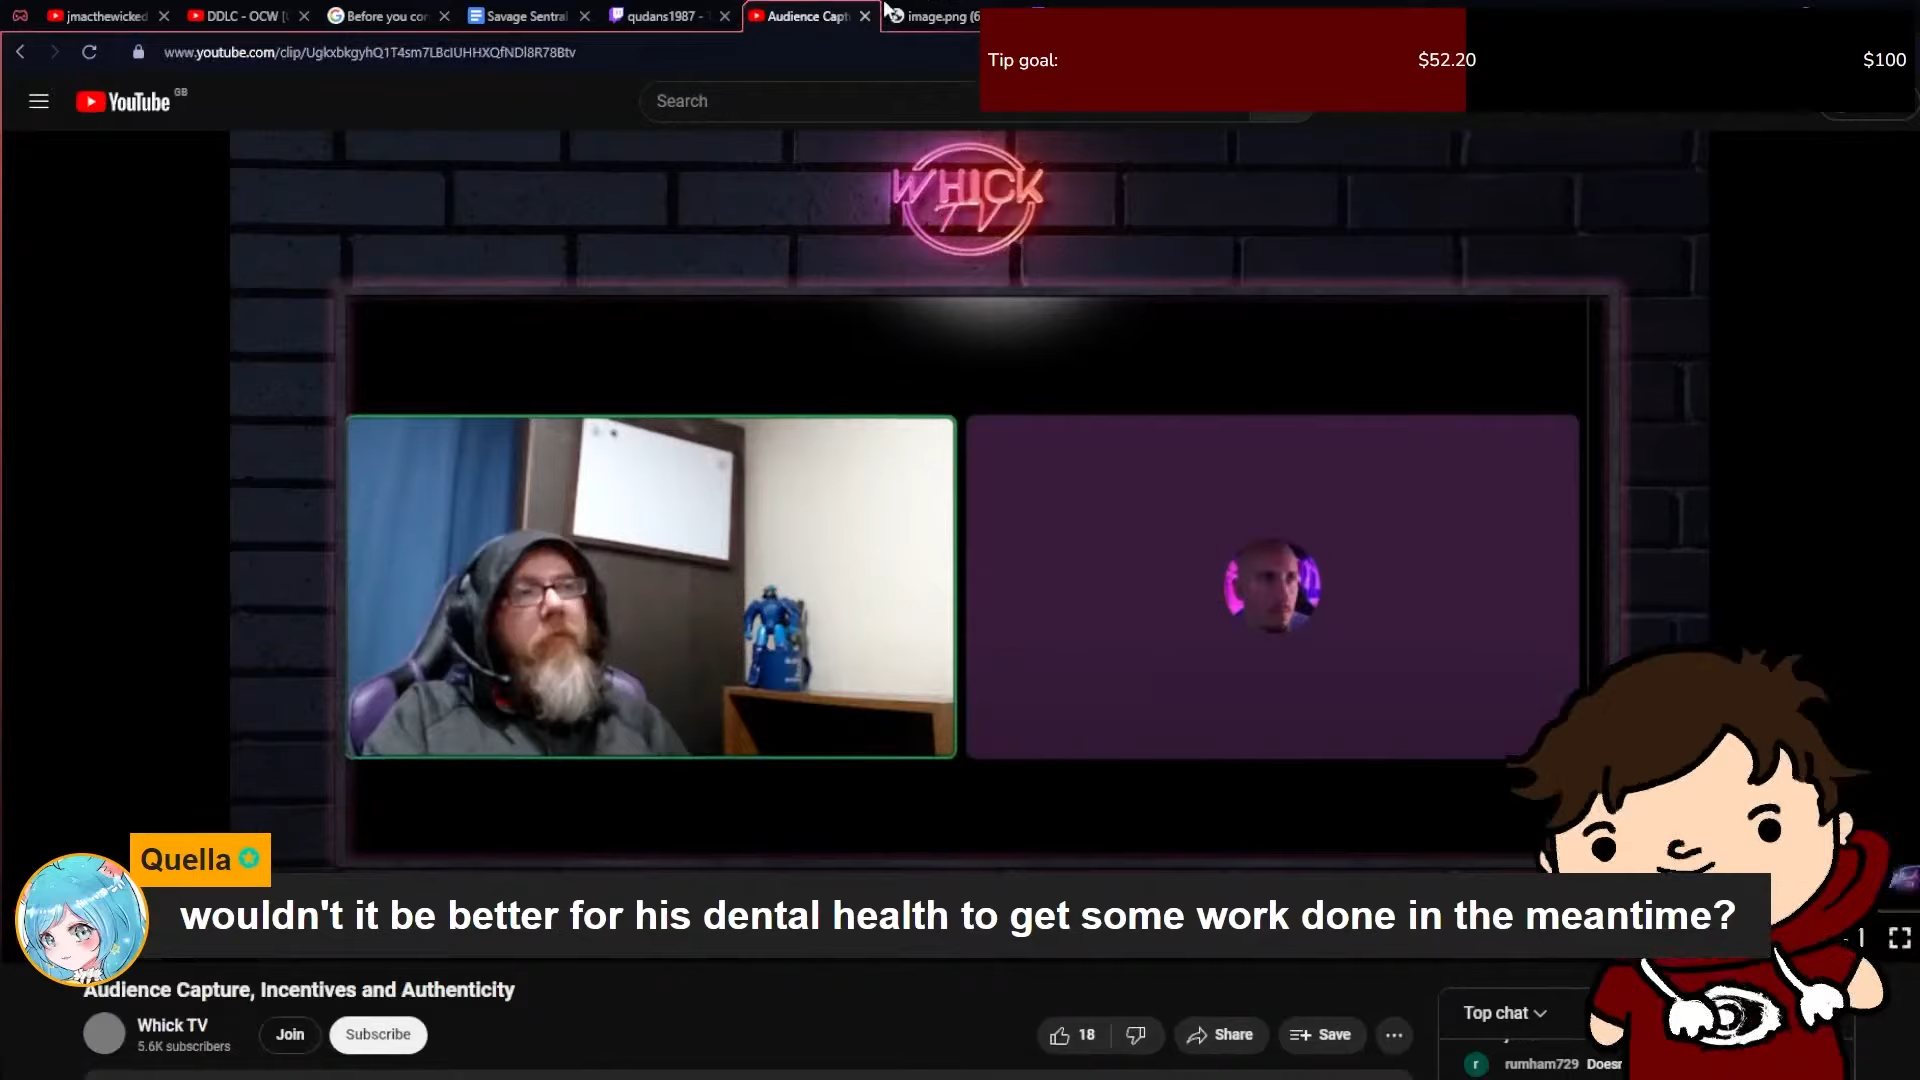 jmacthewicked
DDLC - OCW [
Before you con
Savage Sentral
qudans1987 - T
Audience Capt
image.png (6
www.youtube.com/clip/UgkxbkgyhQ1T4sm7LBcIUHHXQfNDl8R78Btv
Tip goal:
$52.20
$100
YouTube GB
Search
WHICK
TV
Quella
wouldn't it be better for his dental health to get some work done in the meantime?
Audience Capture, Incentives and Authenticity
Whick TV
5.6K subscribers
Join
Subscribe
18
Share
Save
Top chat
r
rumham729 Doesn